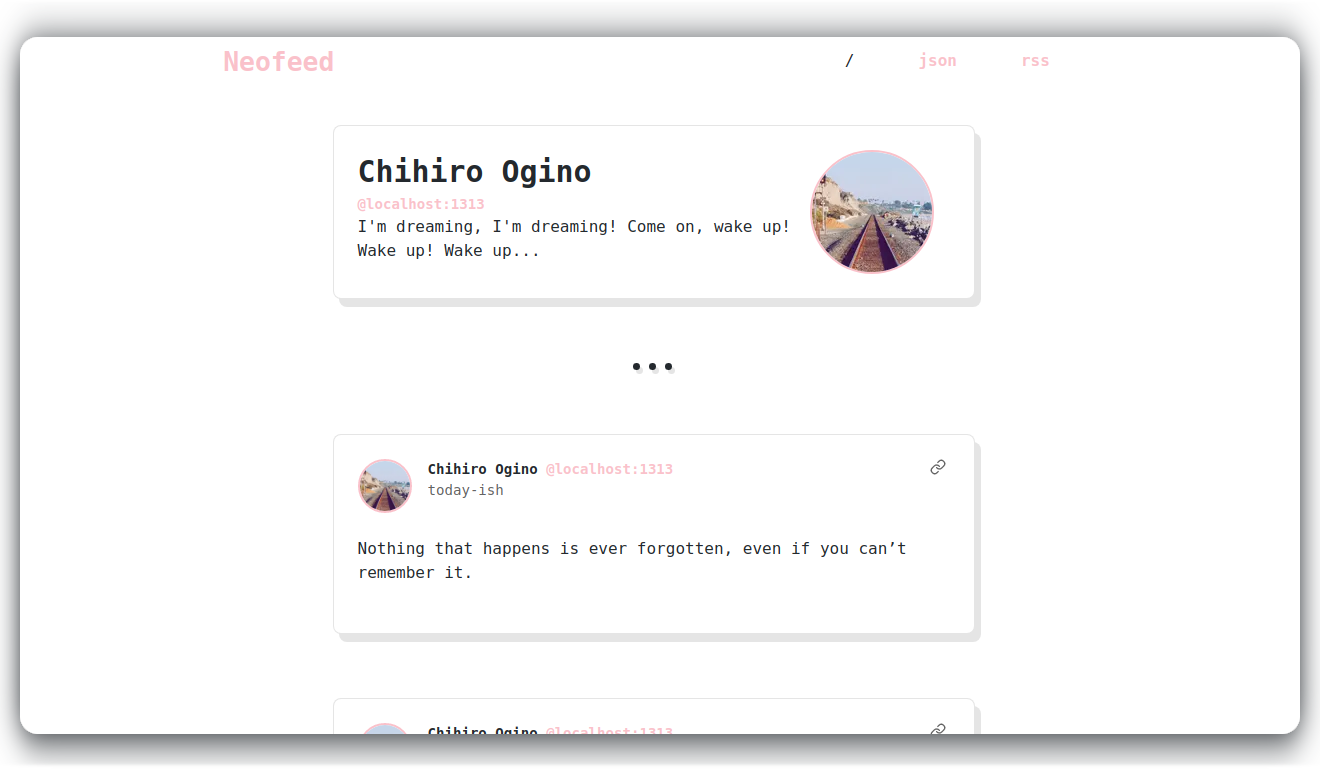 Neofeed
/ json rss
Chihiro Ogino
@localhost:1313
I'm dreaming, I'm dreaming! Come on, wake up!
Wake up! Wake up...
Chihiro Ogino @localhost:1313
today-ish
Nothing that happens is ever forgotten, even if you can’t
remember it.
Chihiro Ogino @localhost:1313